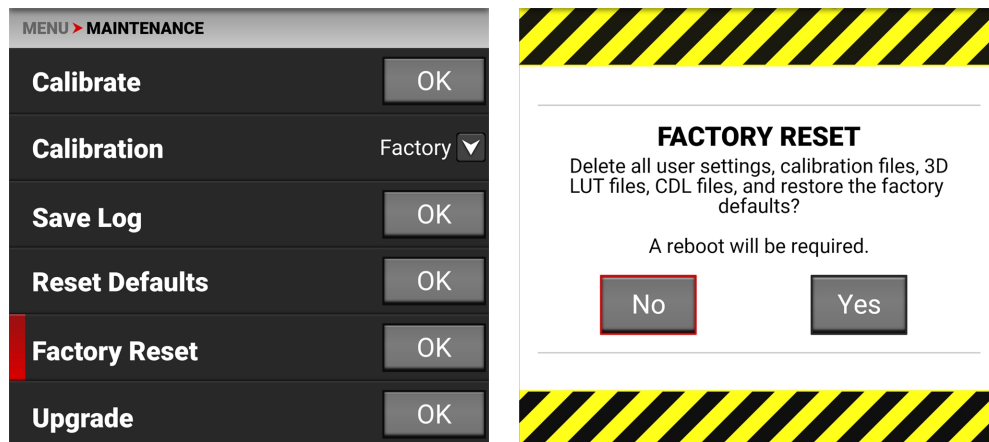 MENU ➤ MAINTENANCE
Calibrate OK
Calibration Factory
Save Log OK
Reset Defaults OK
Factory Reset OK
Upgrade OK
FACTORY RESET
Delete all user settings, calibration files, 3D
LUT files, CDL files, and restore the factory
defaults?
A reboot will be required.
No Yes